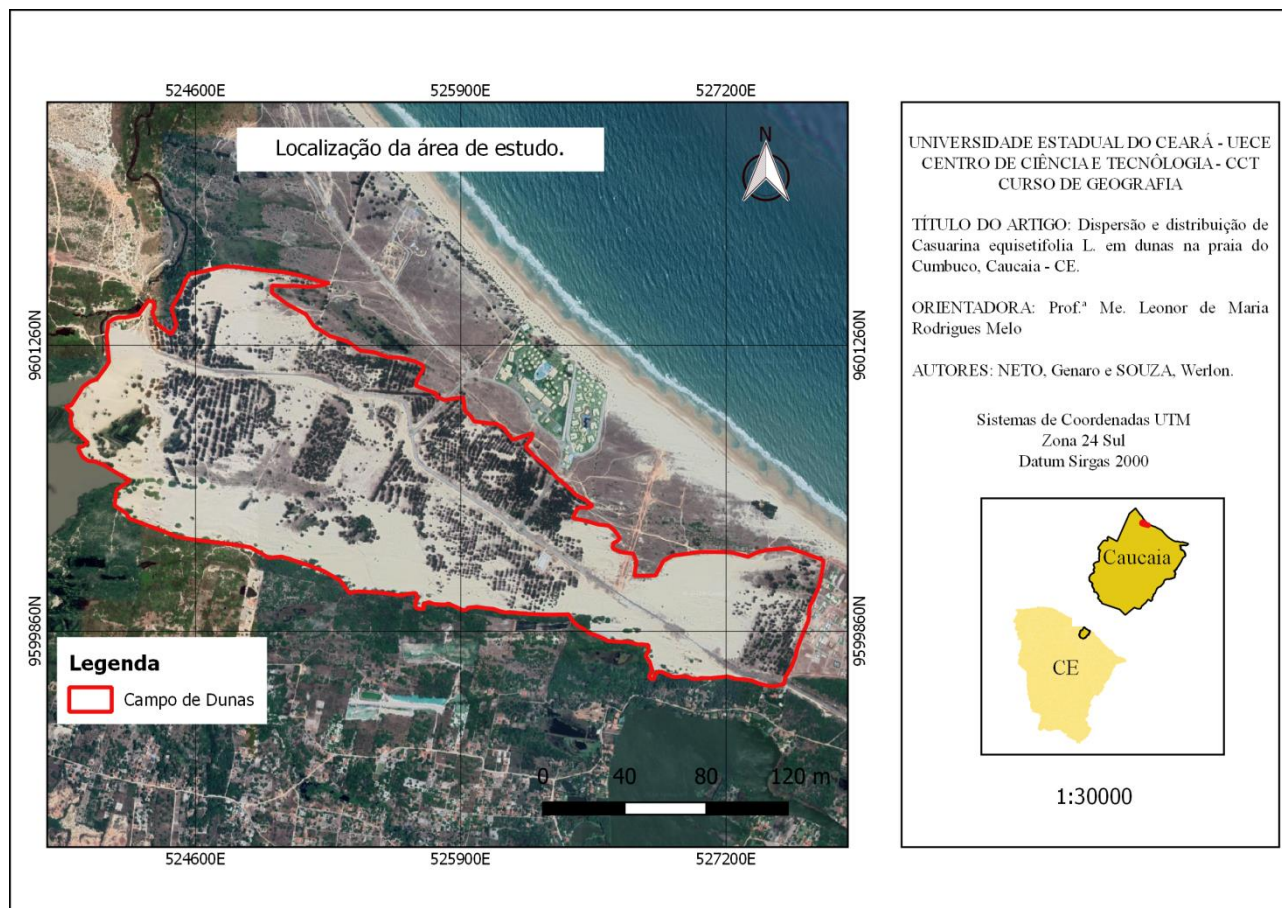 524600E
525900E
527200E
Localização da área de estudo.
N
9601260N
9601260N
9599860N
9599860N
Legenda
Campo de Dunas
0 40 80 120 m
524600E
525900E
527200E
UNIVERSIDADE ESTADUAL DO CEARÁ - UECE
CENTRO DE CIÊNCIA E TECNÔLOGIA - CCT
CURSO DE GEOGRAFIA
TÍTULO DO ARTIGO: Dispersão e distribuição de
Casuarina equisetifolia L. em dunas na praia do
Cumbuco, Caucaia - CE.
ORIENTADORA: Prof.ª Me. Leonor de Maria
Rodrigues Melo
AUTORES: NETO, Genaro e SOUZA, Werlon.
Sistemas de Coordenadas UTM
Zona 24 Sul
Datum Sirgas 2000
Caucaia
CE
1:30000